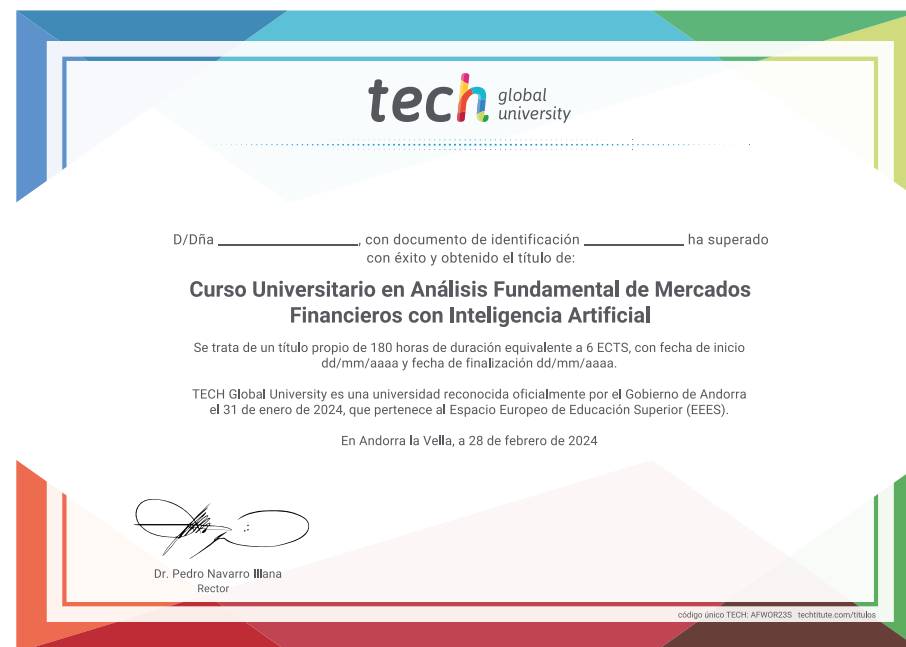 tech global
university
D/Dña ____________________, con documento de identificación ______________ ha superado
con éxito y obtenido el título de:
Curso Universitario en Análisis Fundamental de Mercados
Financieros con Inteligencia Artificial
Se trata de un título propio de 180 horas de duración equivalente a 6 ECTS, con fecha de inicio
dd/mm/aaaa y fecha de finalización dd/mm/aaaa.
TECH Global University es una universidad reconocida oficialmente por el Gobierno de Andorra
el 31 de enero de 2024, que pertenece al Espacio Europeo de Educación Superior (EEES).
En Andorra la Vella, a 28 de febrero de 2024
Dr. Pedro Navarro Illana
Rector
código único TECH: AFWOR23S techtitute.com/titulos